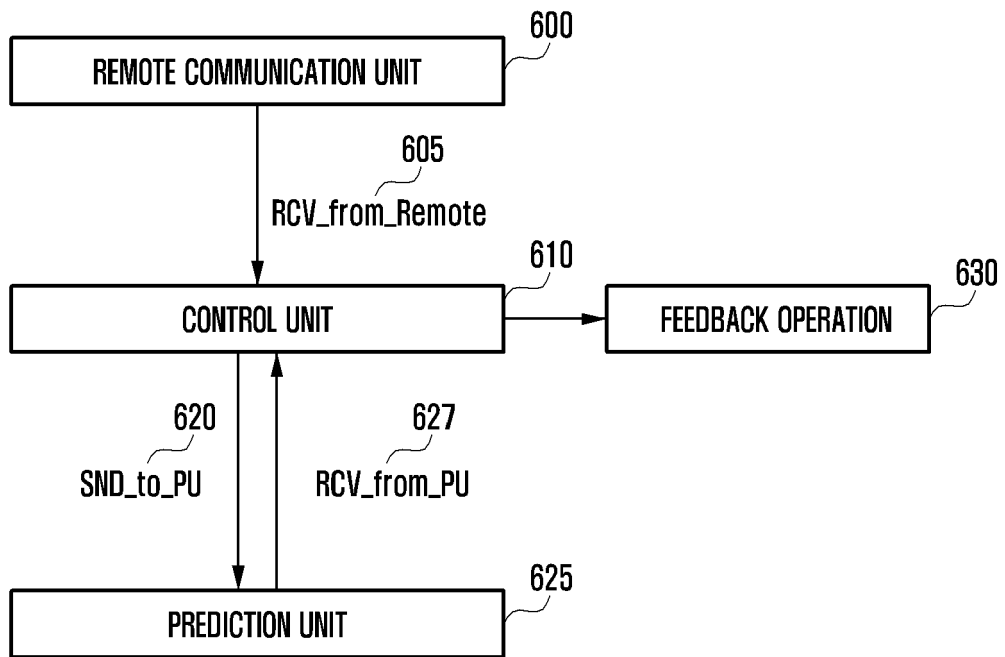 600
REMOTE COMMUNICATION UNIT
605
RCV_from_Remote
610
630
CONTROL UNIT
FEEDBACK OPERATION
620
627
SND_to_PU
RCV_from_PU
625
PREDICTION UNIT